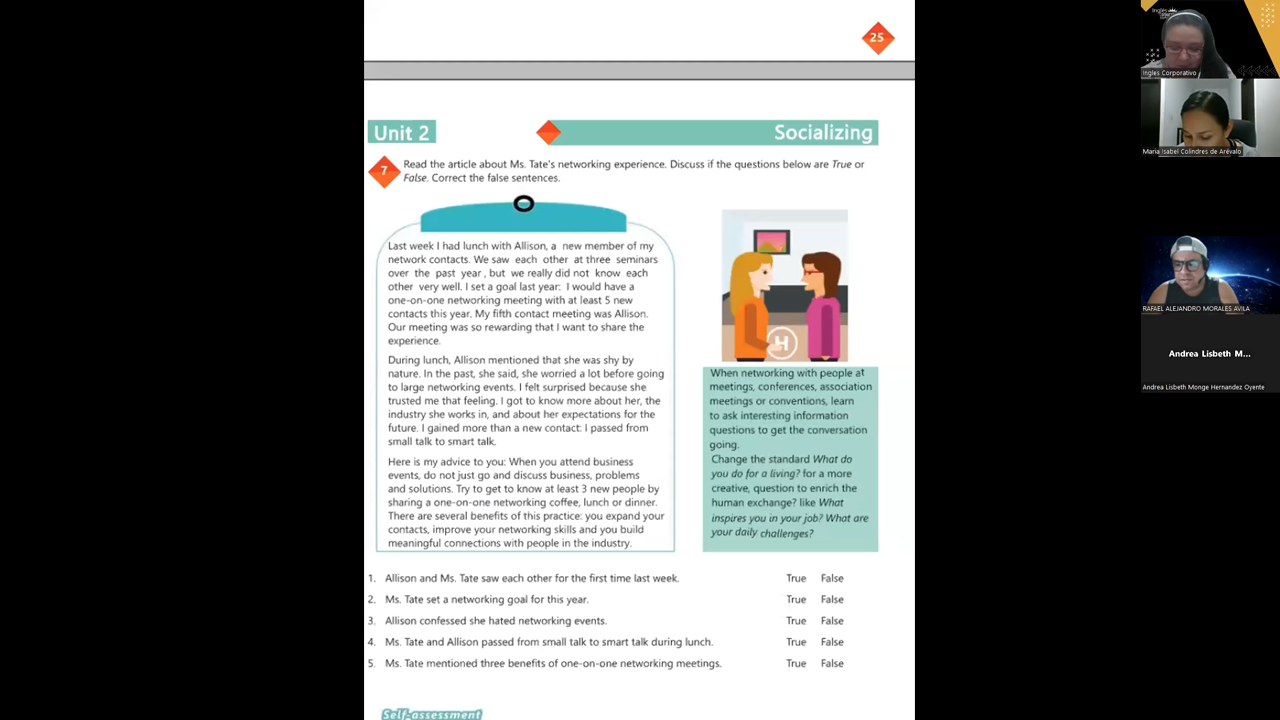 25
Unit 2
Socializing
7
Read the article about Ms. Tate's networking experience. Discuss if the questions below are True or
False. Correct the false sentences.
Last week I had lunch with Allison, a new member of my
network contacts. We saw each other at three seminars
over the past year, but we really did not know each
other very well. I set a goal last year: I would have a
one-on-one networking meeting with at least 5 new
contacts this year. My fifth contact meeting was Allison.
Our meeting was so rewarding that I want to share the
experience.
During lunch, Allison mentioned that she was shy by
nature. In the past, she said, she worried a lot before going
to large networking events. I felt surprised because she
trusted me that feeling. I got to know more about her, the
industry she works in, and about her expectations for the
future. I gained more than a new contact: I passed from
small talk to smart talk.
Here is my advice to you: When you attend business
events, do not just go and discuss business, problems
and solutions. Try to get to know at least 3 new people by
sharing a one-on-one networking coffee, lunch or dinner.
There are several benefits of this practice: you expand your
contacts, improve your networking skills and you build
meaningful connections with people in the industry.
When networking with people at
meetings, conferences, association
meetings or conventions, learn
to ask interesting information
questions to get the conversation
going.
Change the standard What do
you do for a living? for a more
creative, question to enrich the
human exchange? like What
inspires you in your job? What are
your daily challenges?
1. Allison and Ms. Tate saw each other for the first time last week. True False
2. Ms. Tate set a networking goal for this year. True False
3. Allison confessed she hated networking events. True False
4. Ms. Tate and Allison passed from small talk to smart talk during lunch. True False
5. Ms. Tate mentioned three benefits of one-on-one networking meetings. True False
Self-assessment
Inglés Corporativo
Maria Isabel Colindres de Arévalo
RAFAEL ALEJANDRO MORALES AVILA
Andrea Lisbeth M...
Andrea Lisbeth Monge Hernandez Oyente